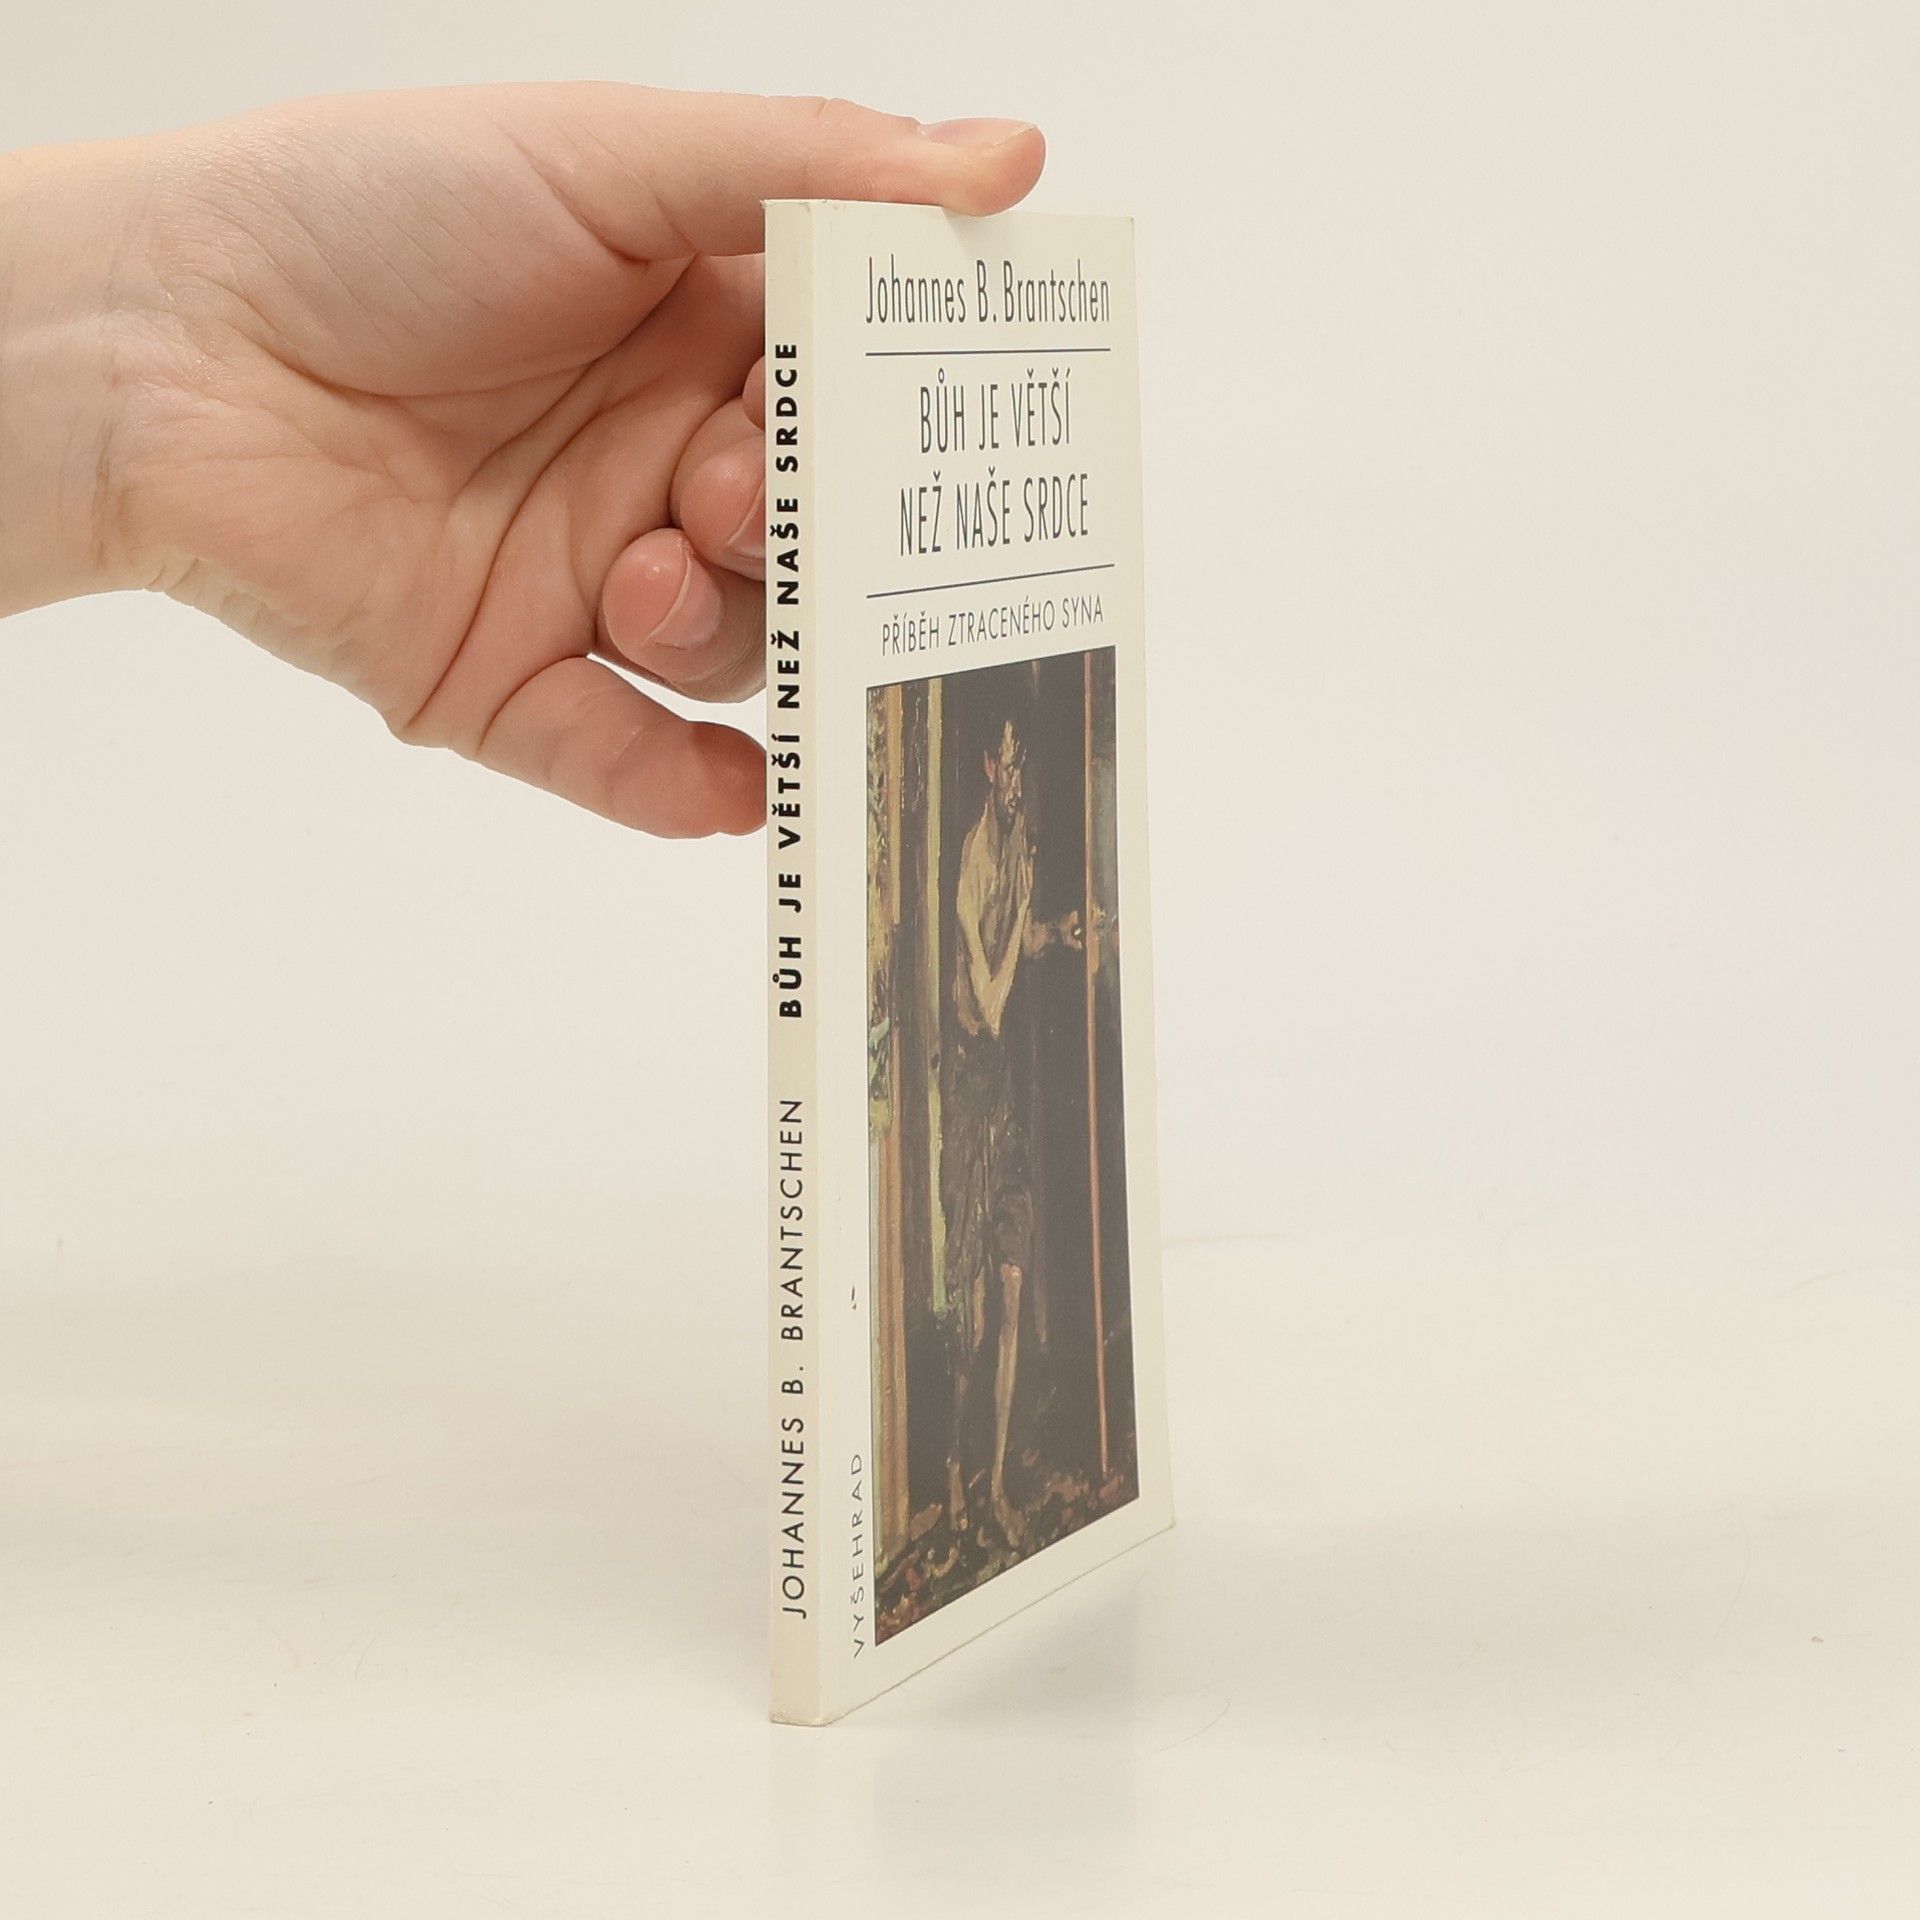 JOHANNES B. BRANTSCHEN BŮH JE VĚTŠÍ NEŽ NAŠE SRDCE
Johannes B. Brantschen
BŮH JE VĚTŠÍ
NEŽ NAŠE SRDCE
PŘÍBĚH ZTRACENÉHO SYNA
VYŠEHRAD